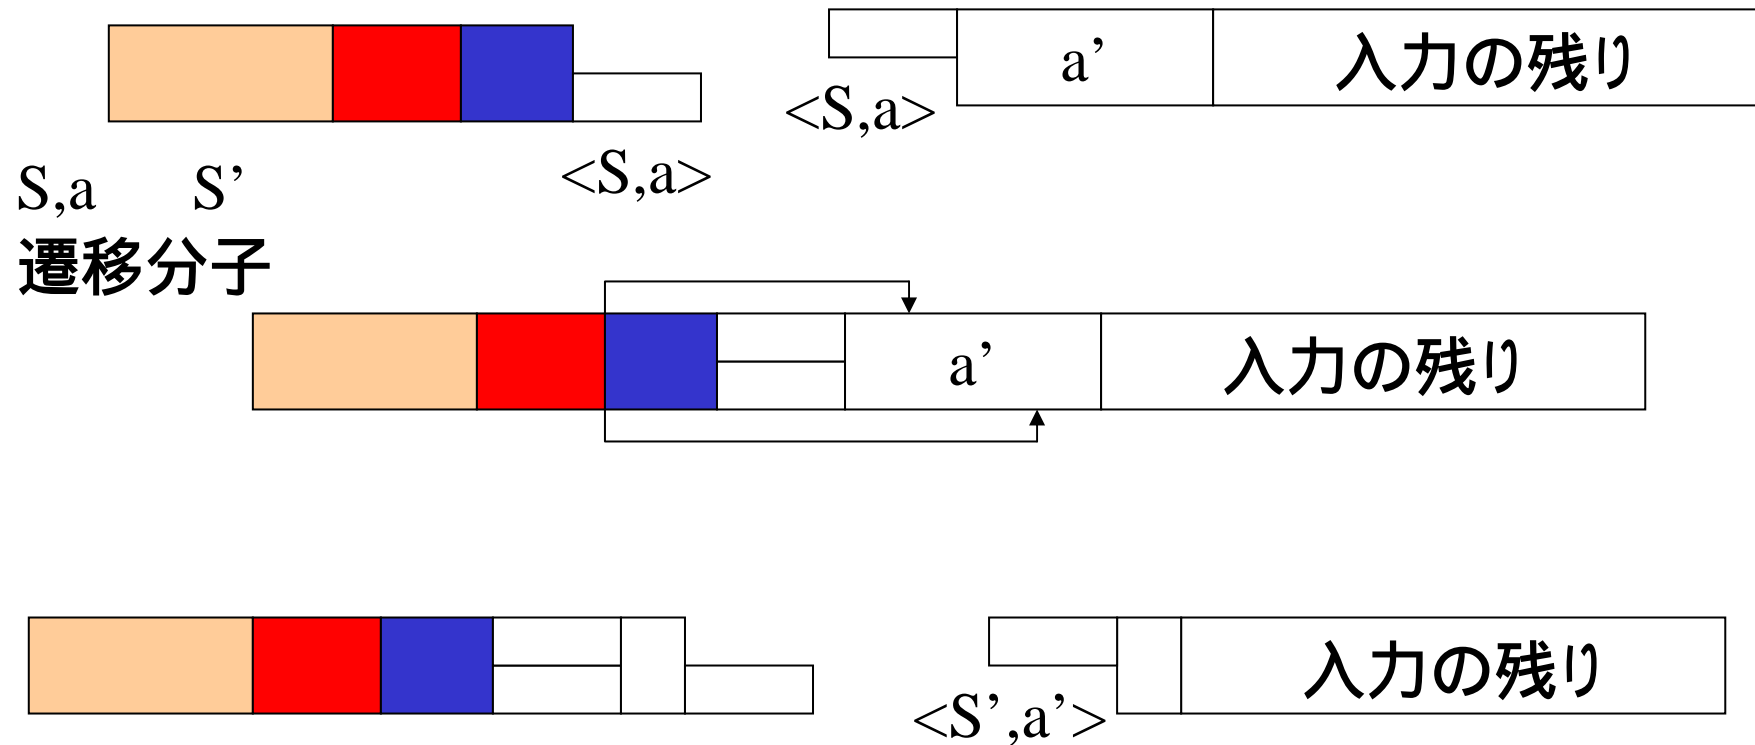 a’
入力の残り
<S,a>
<S,a>
S,a S’
遷移分子
a’
入力の残り
入力の残り
<S’,a’>